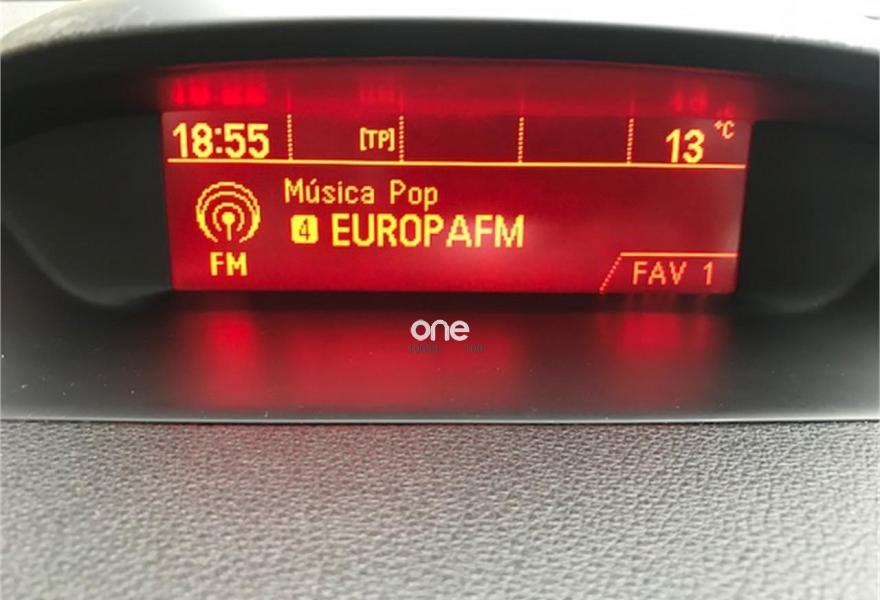 18:55 [TP] 13 °C
Música Pop
4 EUROPAFM
FM
FAV 1
one